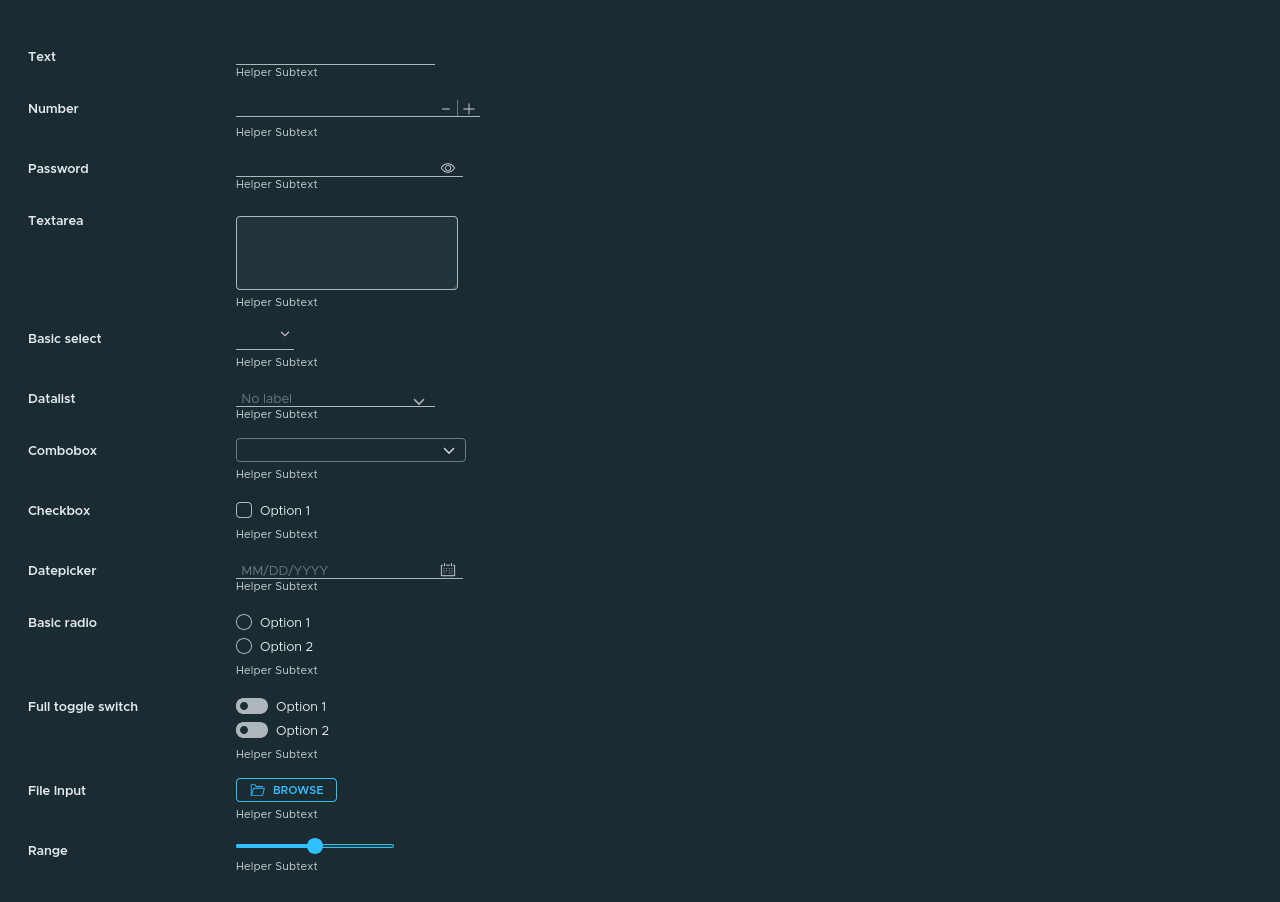 Text
Helper Subtext
Number
Helper Subtext
Password
Helper Subtext
Textarea
Helper Subtext
Basic select
Helper Subtext
Datalist No label
Helper Subtext
Combobox
Helper Subtext
Checkbox Option 1
Helper Subtext
Datepicker MM/DD/YYYY
Helper Subtext
Basic radio Option 1
Option 2
Helper Subtext
Full toggle switch Option 1
Option 2
Helper Subtext
File Input BROWSE
Helper Subtext
Range
Helper Subtext